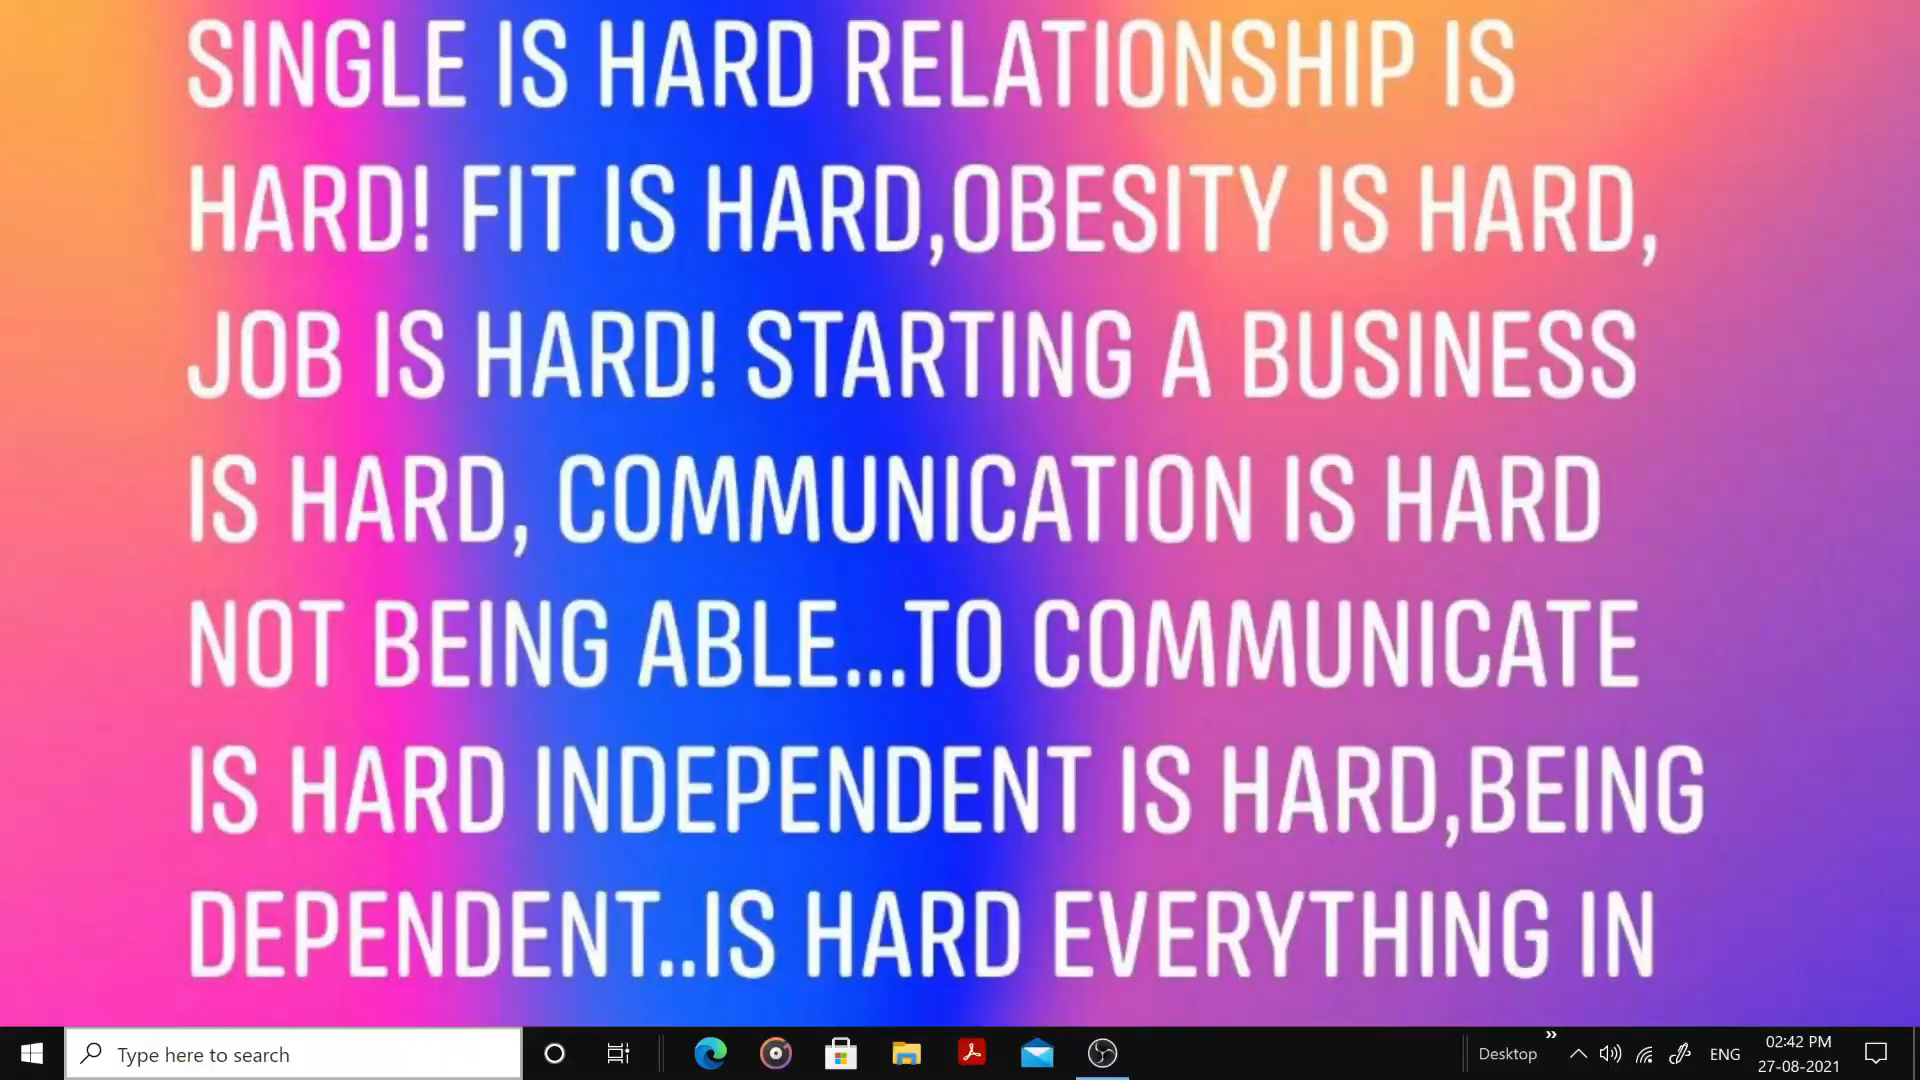 SINGLE IS HARD RELATIONSHIP IS
HARD! FIT IS HARD,OBESITY IS HARD,
JOB IS HARD! STARTING A BUSINESS
IS HARD, COMMUNICATION IS HARD
NOT BEING ABLE...TO COMMUNICATE
IS HARD INDEPENDENT IS HARD,BEING
DEPENDENT..IS HARD EVERYTHING IN
Type here to search
Desktop
ENG
02:42 PM
27-08-2021